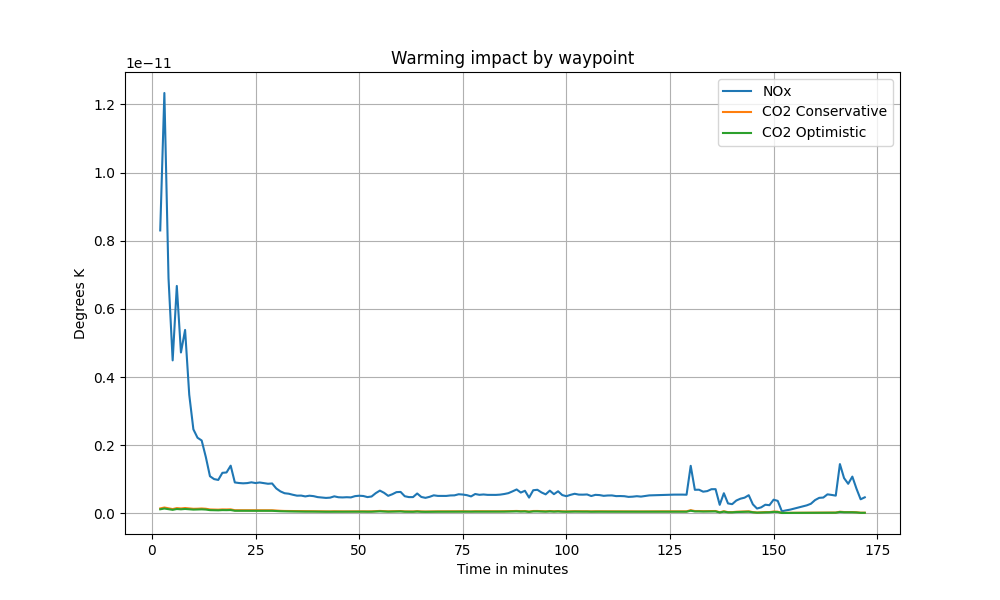 Warming impact by waypoint
1e−11
NOx
CO2 Conservative
CO2 Optimistic
1.2
1.0
0.8
0.6
0.4
0.2
0.0
Degrees K
0 25 50 75 100 125 150 175
Time in minutes